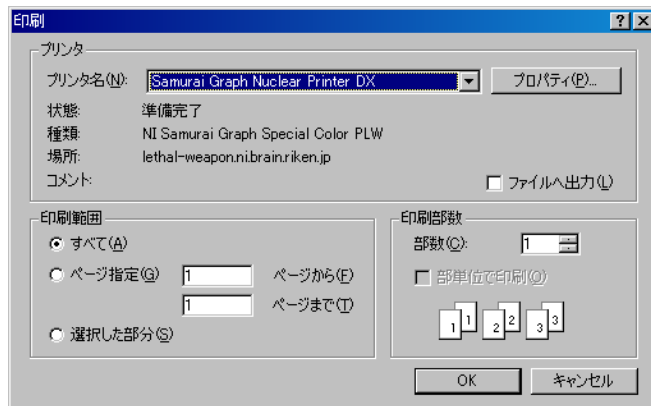 印刷
プリンタ
プリンタ名(N): Samurai Graph Nuclear Printer DX プロパティ(P)...
状態: 準備完了
種類: NI Samurai Graph Special Color PLW
場所: lethal-weapon.ni.brain.riken.jp
コメント: ファイルへ出力(L)
印刷範囲
すべて(A)
ページ指定(G) 1 ページから(F)
1 ページまで(T)
選択した部分(S)
印刷部数
部数(C): 1
部単位で印刷(O)
1 1 2 2 3 3
OK キャンセル